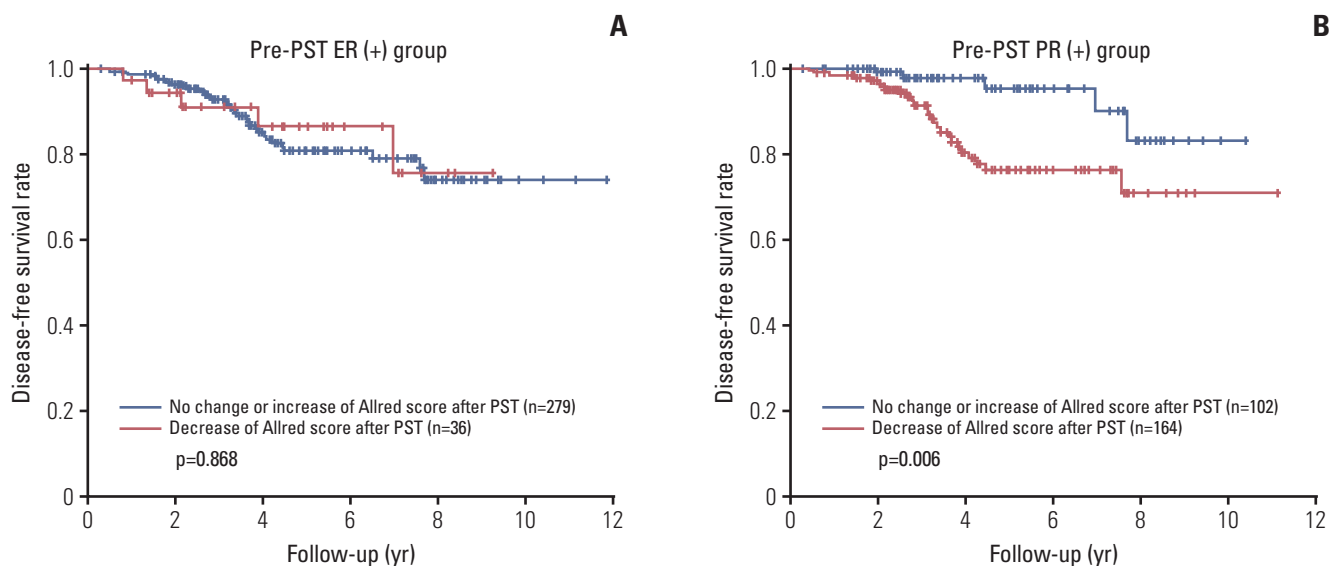 A
Pre-PST ER (+) group
1.0
0.8
0.6
0.4
0.2
0
Disease-free survival rate
No change or increase of Allred score after PST (n=279)
Decrease of Allred score after PST (n=36)
p=0.868
0 2 4 6 8 10 12
Follow-up (yr)
B
Pre-PST PR (+) group
1.0
0.8
0.6
0.4
0.2
0
Disease-free survival rate
No change or increase of Allred score after PST (n=102)
Decrease of Allred score after PST (n=164)
p=0.006
0 2 4 6 8 10 12
Follow-up (yr)